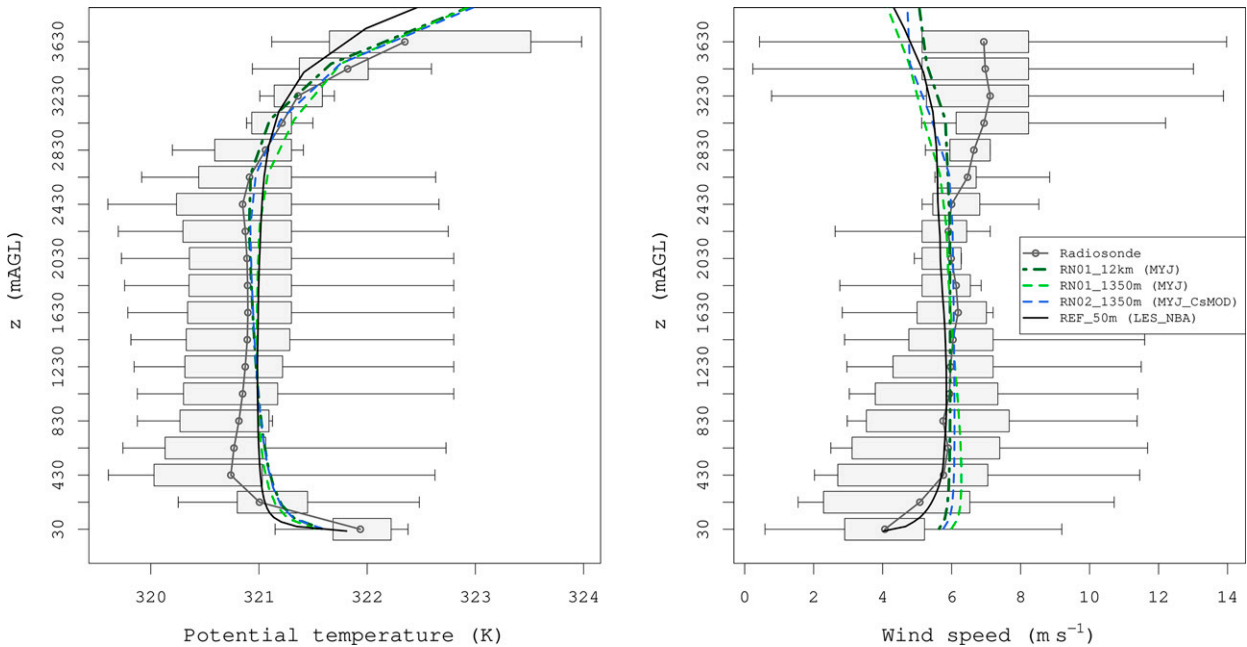 z (mAGL)
3630
3230
2830
2430
2030
1630
1230
830
430
30
320 321 322 323 324
Potential temperature (K)
z (mAGL)
3630
3230
2830
2430
2030
1630
1230
830
430
30
Radiosonde
RN01_12km (MYJ)
RN01_1350m (MYJ)
RN02_1350m (MYJ_CsMOD)
REF_50m (LES_NBA)
0 2 4 6 8 10 12 14
Wind speed (m s⁻¹)